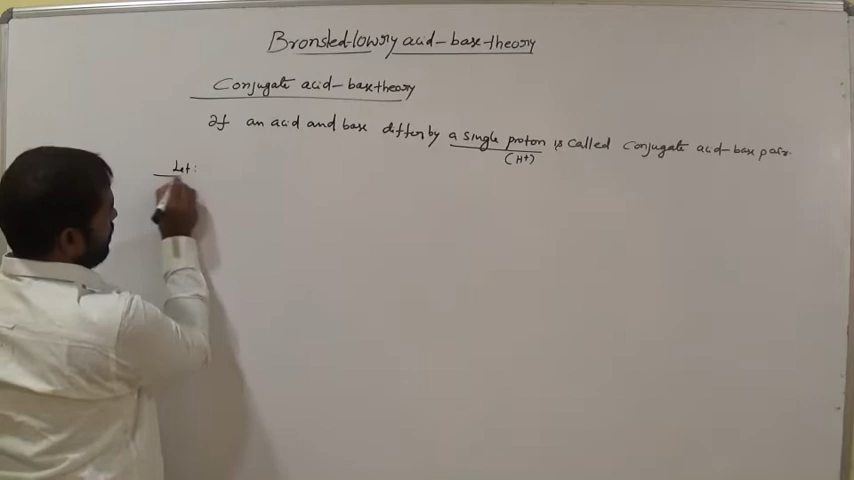 Bronsted-lowry acid-base-theory
Conjugate acid-base theory
If an acid and base differ by a single proton is called conjugate acid-base pair.
(H+)
Let: